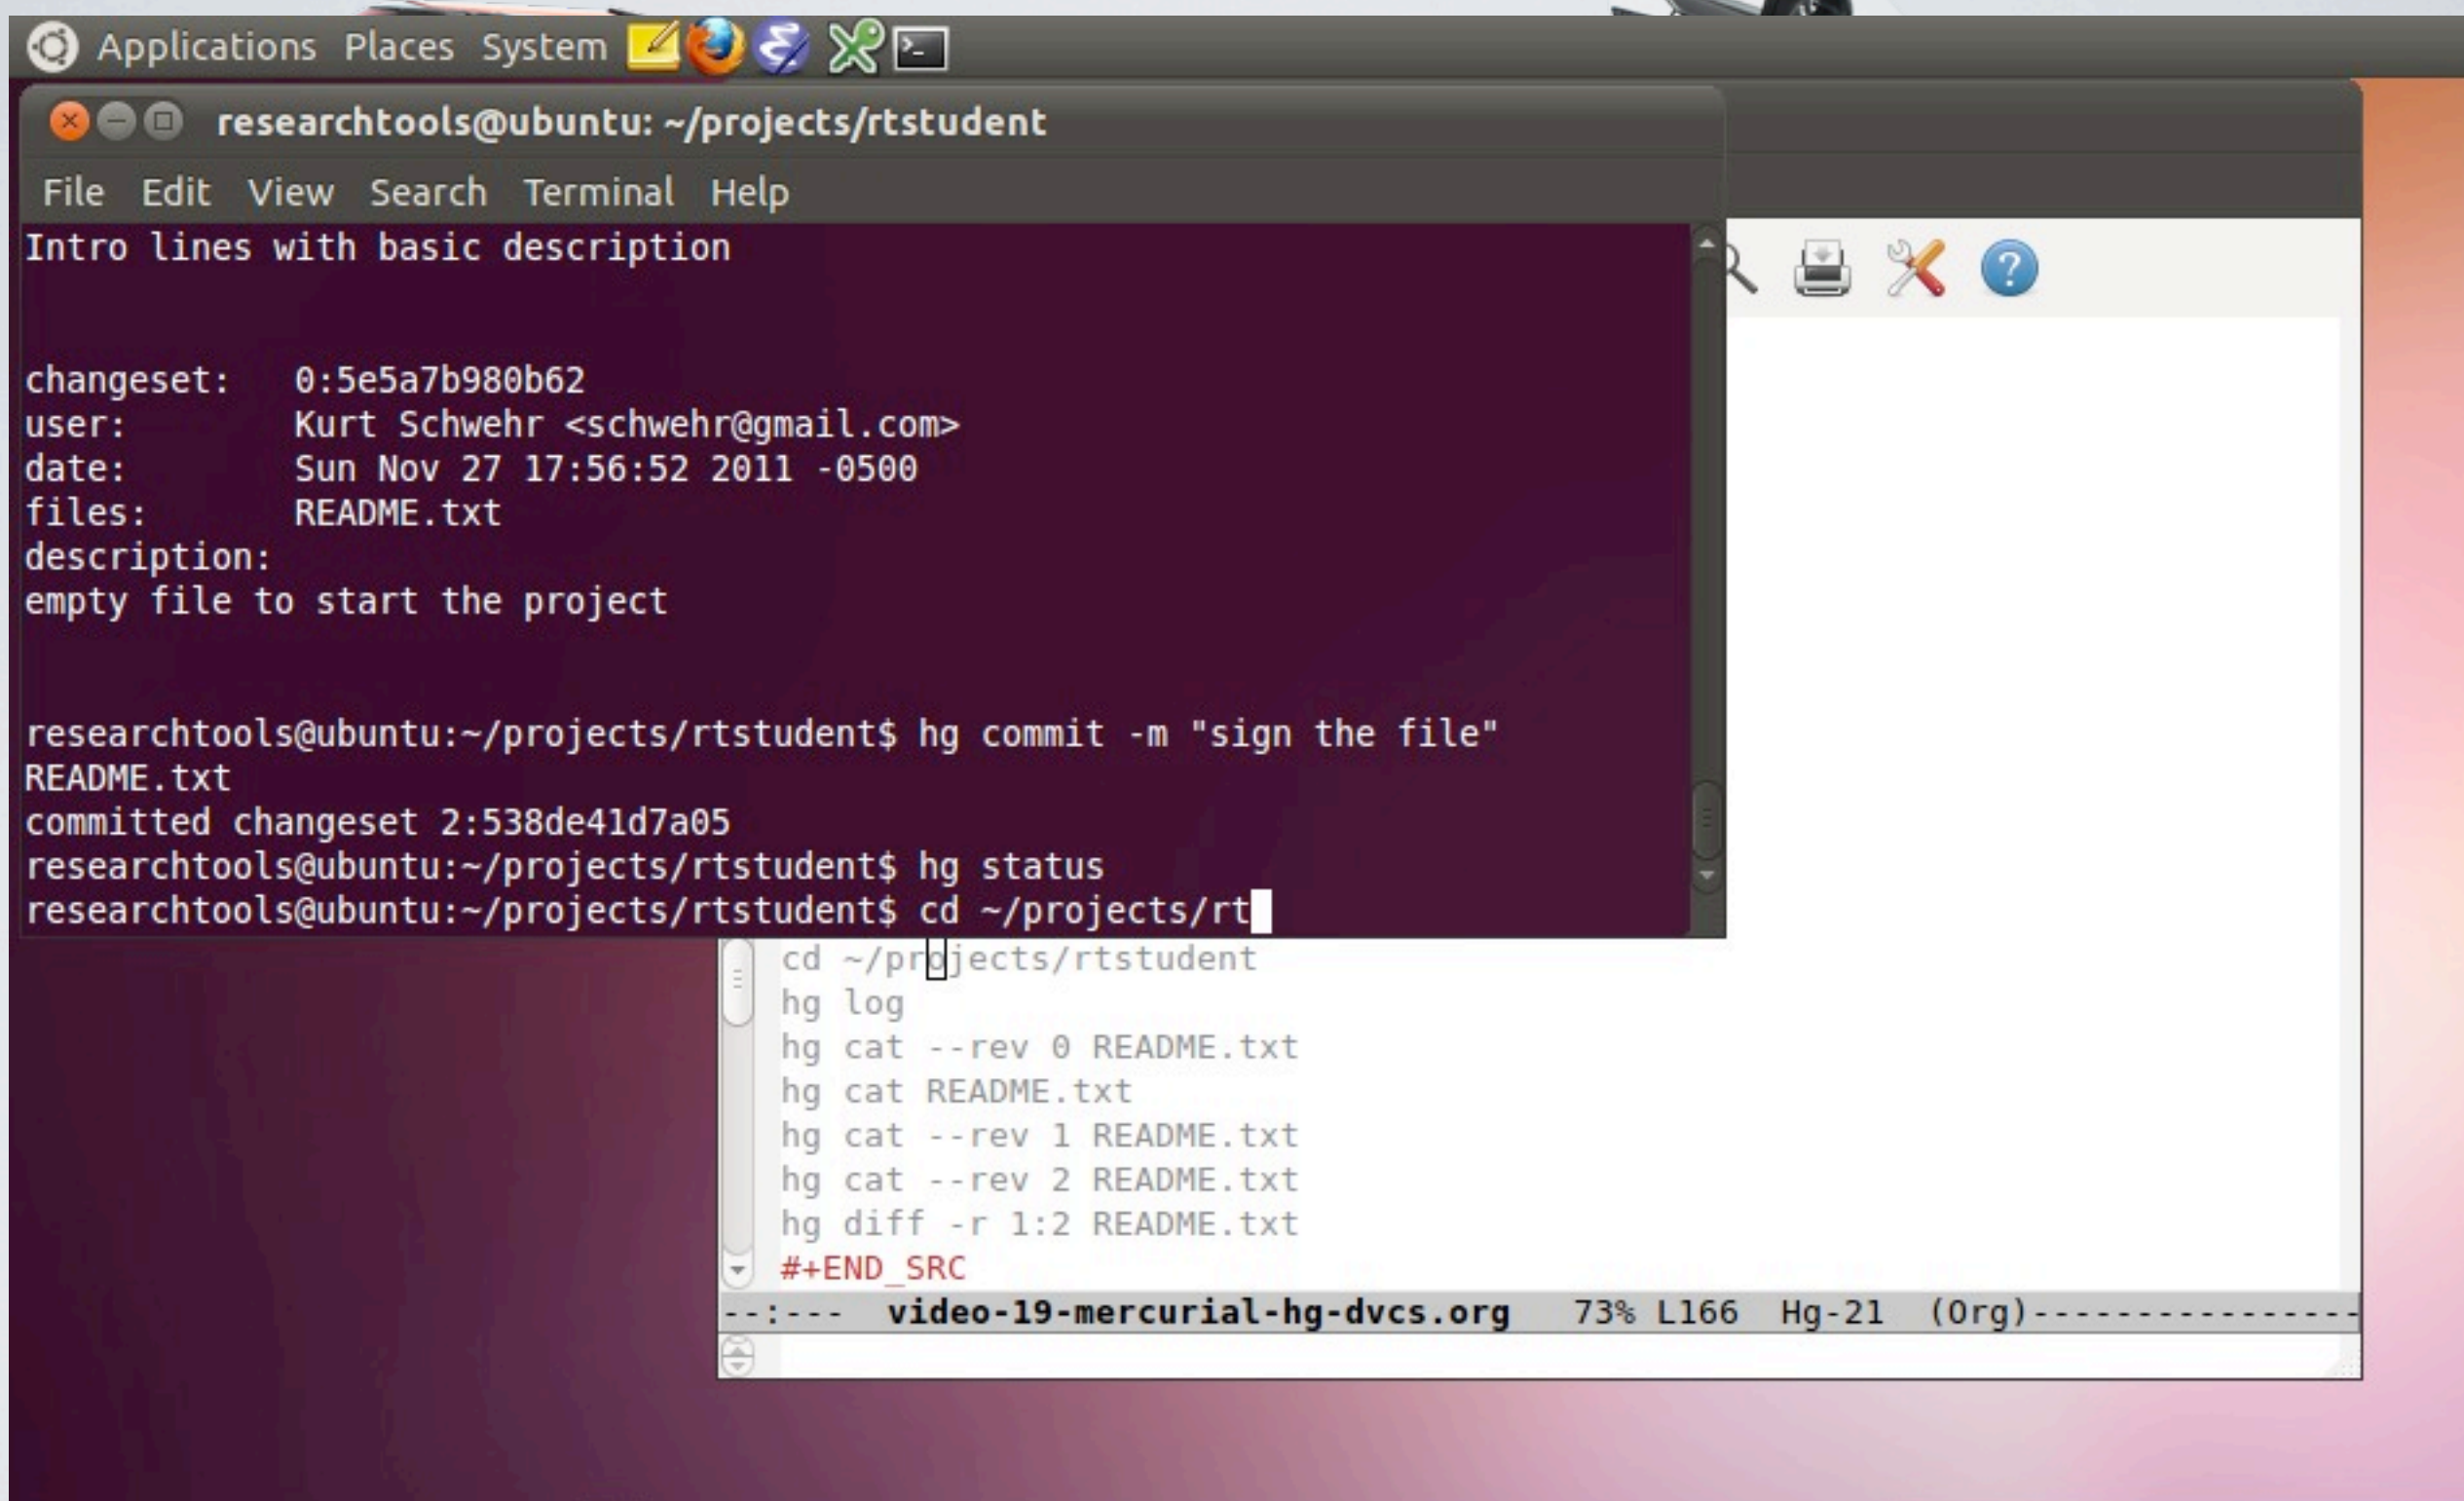 Applications Places System
researchtools@ubuntu: ~/projects/rtstudent
File Edit View Search Terminal Help
Intro lines with basic description
changeset:   0:5e5a7b980b62
user:        Kurt Schwehr <schwehr@gmail.com>
date:        Sun Nov 27 17:56:52 2011 -0500
files:       README.txt
description:
empty file to start the project
researchtools@ubuntu:~/projects/rtstudent$ hg commit -m "sign the file"
README.txt
committed changeset 2:538de41d7a05
researchtools@ubuntu:~/projects/rtstudent$ hg status
researchtools@ubuntu:~/projects/rtstudent$ cd ~/projects/rt
cd ~/projects/rtstudent
hg log
hg cat --rev 0 README.txt
hg cat README.txt
hg cat --rev 1 README.txt
hg cat --rev 2 README.txt
hg diff -r 1:2 README.txt
#+END_SRC
--:---  video-19-mercurial-hg-dvcs.org   73% L166  Hg-21  (Org)----------------